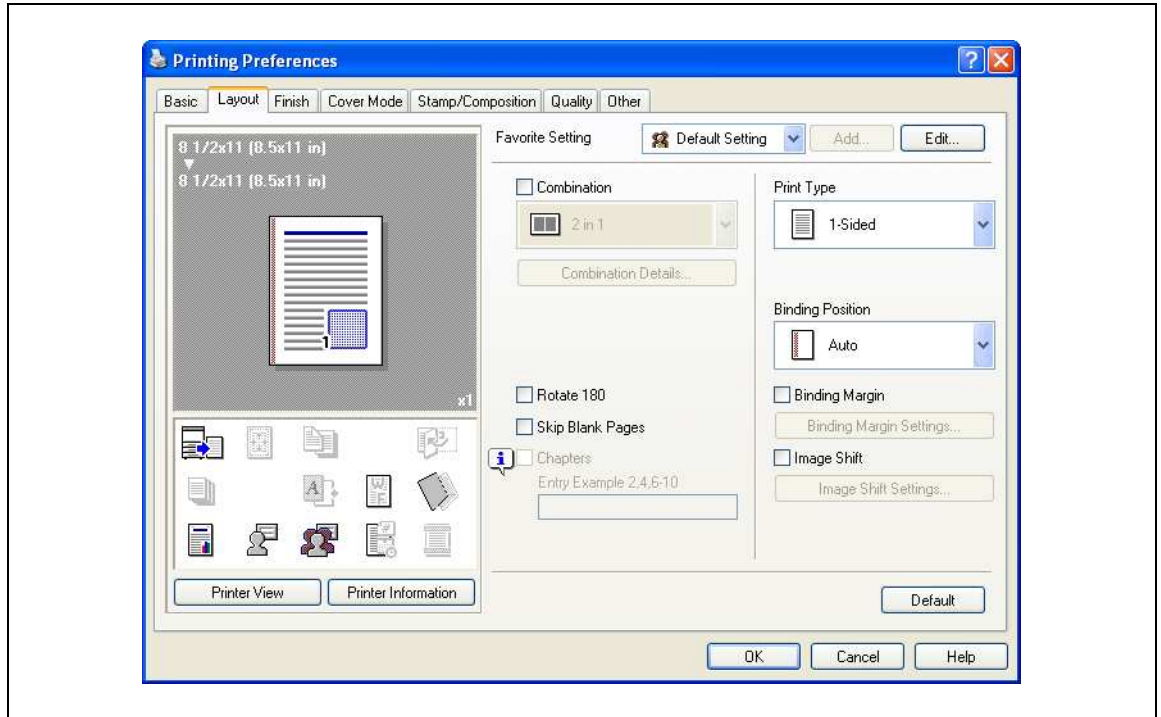 Printing Preferences
Basic Layout Finish Cover Mode Stamp/Composition Quality Other
8 1/2x11 (8.5x11 in)
8 1/2x11 (8.5x11 in)
1
x1
Printer View Printer Information
Favorite Setting Default Setting Add... Edit...
Combination
2 in 1
Combination Details...
Rotate 180
Skip Blank Pages
Chapters
Entry Example 2,4,6-10
Print Type
1-Sided
Binding Position
Auto
Binding Margin
Binding Margin Settings...
Image Shift
Image Shift Settings...
Default
OK Cancel Help